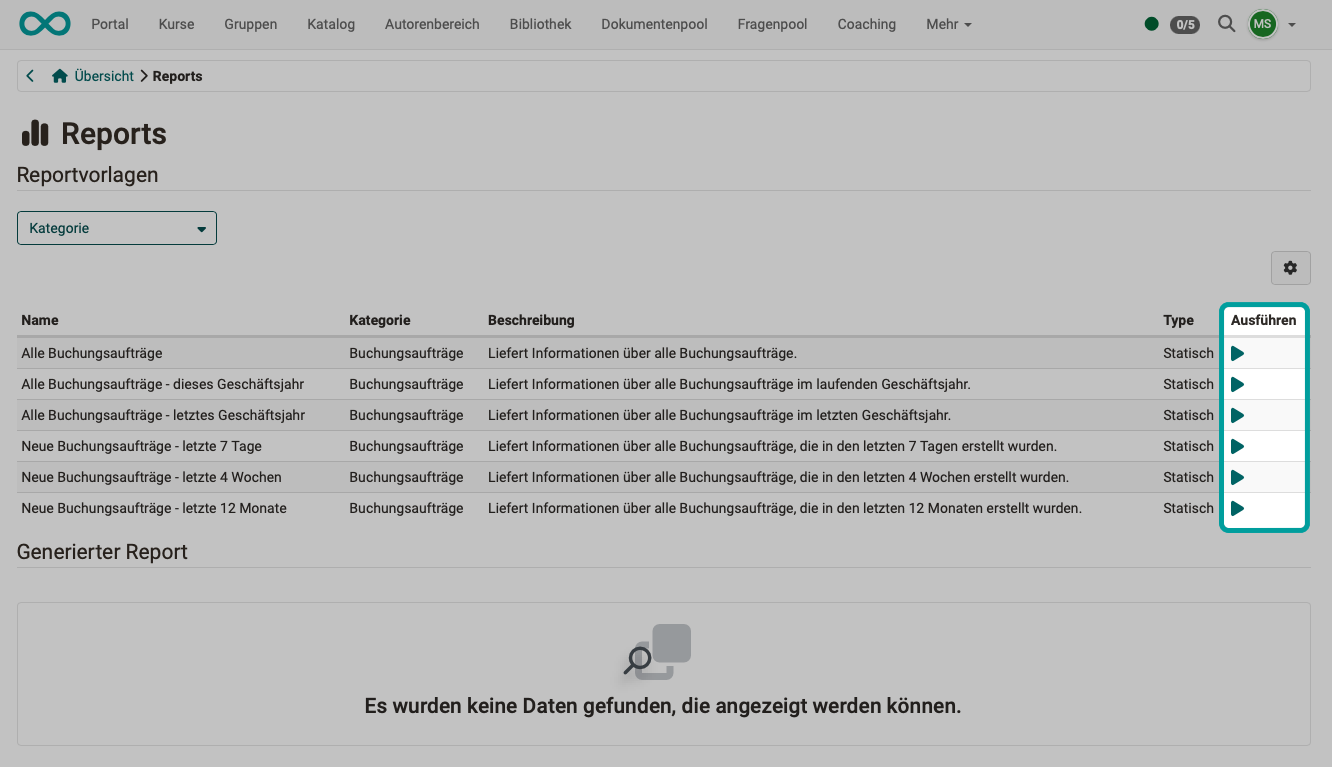 Portal Kurse Gruppen Katalog Autorenbereich Bibliothek Dokumentenpool Fragenpool Coaching Mehr 0/5 MS
Übersicht Reports
Reports
Reportvorlagen
Kategorie
Name Kategorie Beschreibung Type Ausführen
Alle Buchungsaufträge Buchungsaufträge Liefert Informationen über alle Buchungsaufträge. Statisch
Alle Buchungsaufträge - dieses Geschäftsjahr Buchungsaufträge Liefert Informationen über alle Buchungsaufträge im laufenden Geschäftsjahr. Statisch
Alle Buchungsaufträge - letztes Geschäftsjahr Buchungsaufträge Liefert Informationen über alle Buchungsaufträge im letzten Geschäftsjahr. Statisch
Neue Buchungsaufträge - letzte 7 Tage Buchungsaufträge Liefert Informationen über alle Buchungsaufträge, die in den letzten 7 Tagen erstellt wurden. Statisch
Neue Buchungsaufträge - letzte 4 Wochen Buchungsaufträge Liefert Informationen über alle Buchungsaufträge, die in den letzten 4 Wochen erstellt wurden. Statisch
Neue Buchungsaufträge - letzte 12 Monate Buchungsaufträge Liefert Informationen über alle Buchungsaufträge, die in den letzten 12 Monaten erstellt wurden. Statisch
Generierter Report
Es wurden keine Daten gefunden, die angezeigt werden können.